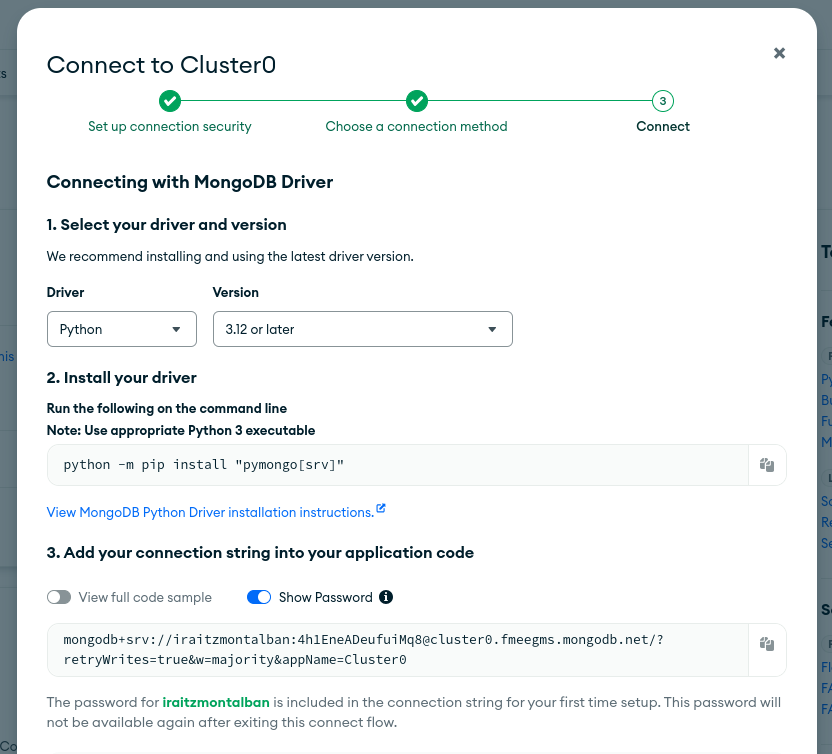 Connect to Cluster0
3
Set up connection security
Choose a connection method
Connect
Connecting with MongoDB Driver
1. Select your driver and version
We recommend installing and using the latest driver version.
Driver
Version
Python
3.12 or later
2. Install your driver
Run the following on the command line
Note: Use appropriate Python 3 executable
python -m pip install "pymongo[srv]"
View MongoDB Python Driver installation instructions.
3. Add your connection string into your application code
View full code sample
Show Password
mongodb+srv://iraitzmontalban:4h1EneADeufuiMq8@cluster0.fmeegms.mongodb.net/?
retryWrites=true&w=majority&appName=Cluster0
The password for iraitzmontalban is included in the connection string for your first time setup. This password will
not be available again after exiting this connect flow.